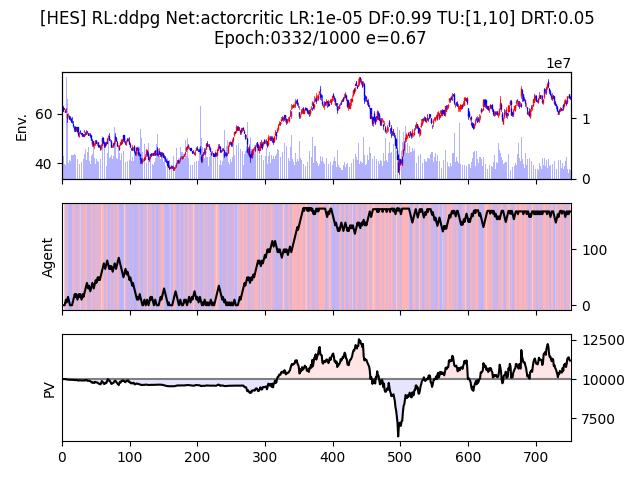 [HES] RL:ddpg Net:actorcritic LR:1e-05 DF:0.99 TU:[1,10] DRT:0.05
Epoch:0332/1000 e=0.67
1e7
Env.
60
40
1
0
Agent
100
0
PV
12500
10000
7500
0 100 200 300 400 500 600 700